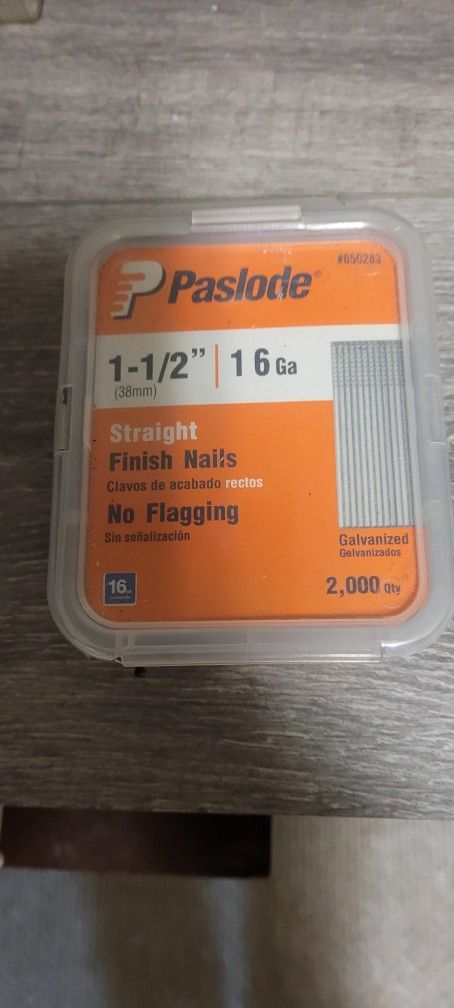 #650283
Paslode®
1-1/2” | 16 Ga
(38mm)
Straight
Finish Nails
Clavos de acabado rectos
No Flagging
Sin señalización
Galvanized
Galvanizados
16
2,000 Qty